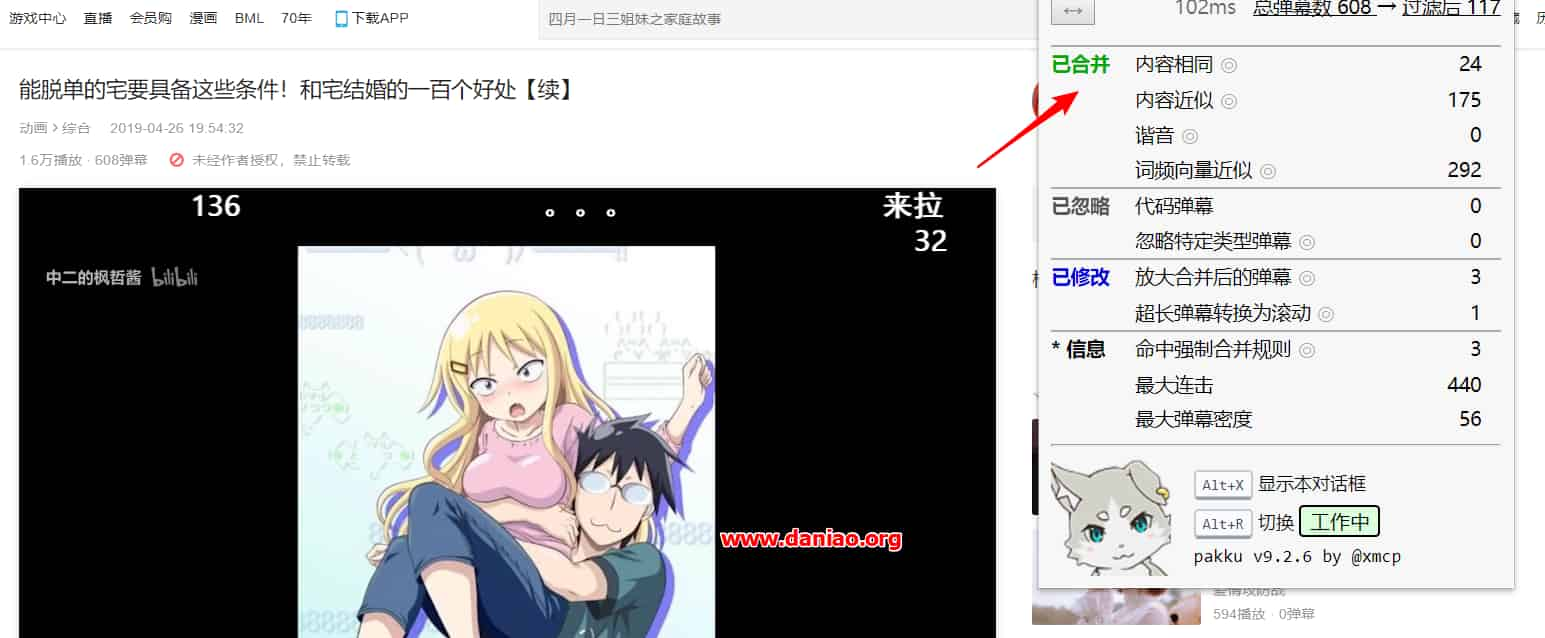 游戏中心 直播 会员购 漫画 BML 70年 下载APP
四月一日三姐妹之家庭故事
能脱单的宅要具备这些条件！和宅结婚的一百个好处【续】
动画 > 综合 2019-04-26 19:54:32
1.6万播放 · 608弹幕 未经作者授权，禁止转载
136
。。。
来拉
32
中二的枫哲酱 bilibili
8888888
www.daniao.org
↔ 102ms 总弹幕数 608 → 过滤后 117
已合并 内容相同 ◎ 24
内容近似 ◎ 175
谐音 ◎ 0
词频向量近似 ◎ 292
已忽略 代码弹幕 0
忽略特定类型弹幕 ◎ 0
已修改 放大合并后的弹幕 ◎ 3
超长弹幕转换为滚动 ◎ 1
* 信息 命中强制合并规则 ◎ 3
最大连击 440
最大弹幕密度 56
Alt+X 显示本对话框
Alt+R 切换 工作中
pakku v9.2.6 by @xmcp
594播放 · 0弹幕